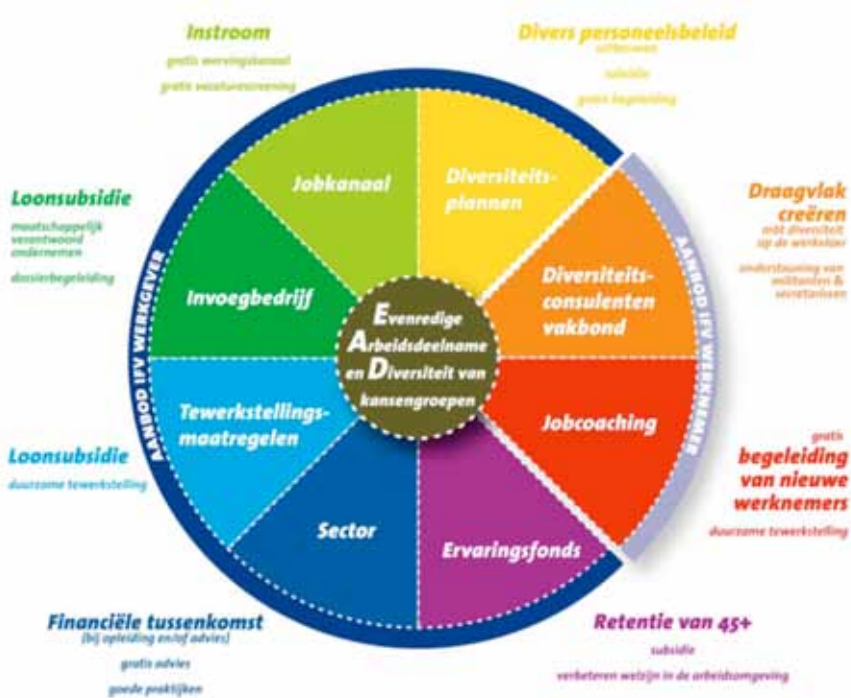 Instroom
gratis wervingskanaal
gratis vacaturescreening
Divers personeelsbeleid
uitbouwen
subsidie
gratis begeleiding
Loonsubsidie
maatschappelijk
verantwoord
ondernemen
dossierbegeleiding
Draagvlak
creëren
mbt diversiteit
op de werkvloer
ondersteuning van
militanten &
secretarissen
AANBOD IFV WERKGEVER
AANBOD IFV WERKNEMER
Jobkanaal
Diversiteits-
plannen
Invoegbedrijf
Diversiteits-
consulenten
vakbond
Evenredige
Arbeidsdeelname
en Diversiteit van
kansengroepen
Tewerkstellings-
maatregelen
Jobcoaching
Sector
Ervaringsfonds
Loonsubsidie
duurzame tewerkstelling
gratis
begeleiding
van nieuwe
werknemers
duurzame tewerkstelling
Financiële tussenkomst
(bij opleiding en/of advies)
gratis advies
goede praktijken
Retentie van 45+
subsidie
verbeteren welzijn in de arbeidsomgeving